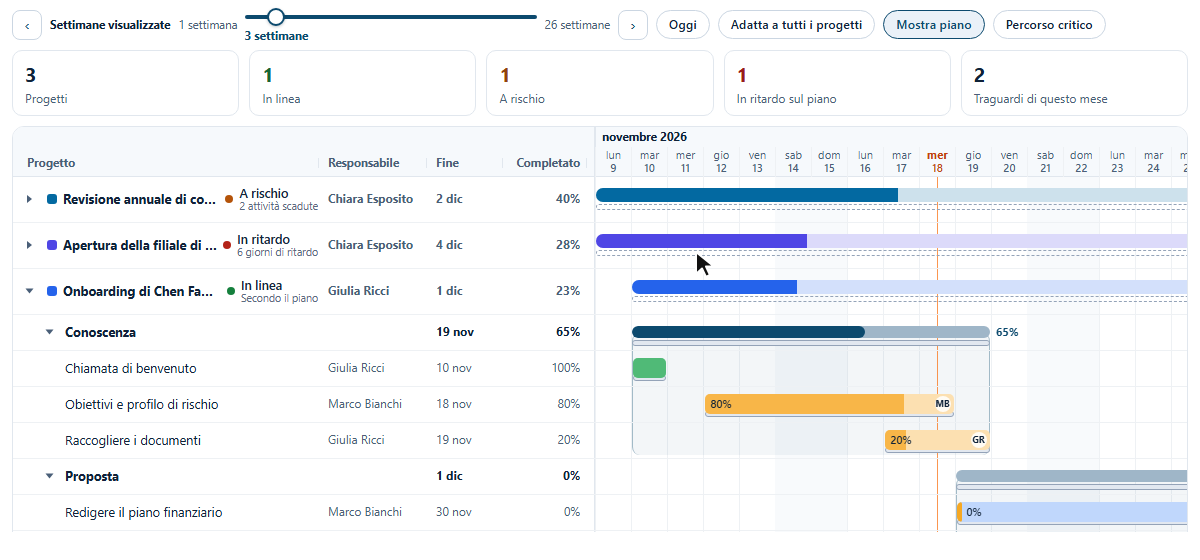 ‹ Settimane visualizzate 1 settimana 26 settimane › Oggi Adatta a tutti i progetti Mostra piano Percorso critico
3 settimane
3
Progetti
1
In linea
1
A rischio
1
In ritardo sul piano
2
Traguardi di questo mese
novembre 2026
Progetto Responsabile Fine Completato
lun mar mer gio ven sab dom lun mar mer gio ven sab dom lun mar
9 10 11 12 13 14 15 16 17 18 19 20 21 22 23 24
Revisione annuale di co... A rischio Chiara Esposito 2 dic 40%
2 attività scadute
Apertura della filiale di ... In ritardo Chiara Esposito 4 dic 28%
6 giorni di ritardo
Onboarding di Chen Fa... In linea Giulia Ricci 1 dic 23%
Secondo il piano
Conoscenza 19 nov 65% 65%
Chiamata di benvenuto Giulia Ricci 10 nov 100%
Obiettivi e profilo di rischio Marco Bianchi 18 nov 80% 80% MB
Raccogliere i documenti Giulia Ricci 19 nov 20% 20% GR
Proposta 1 dic 0%
Redigere il piano finanziario Marco Bianchi 30 nov 0% 0%